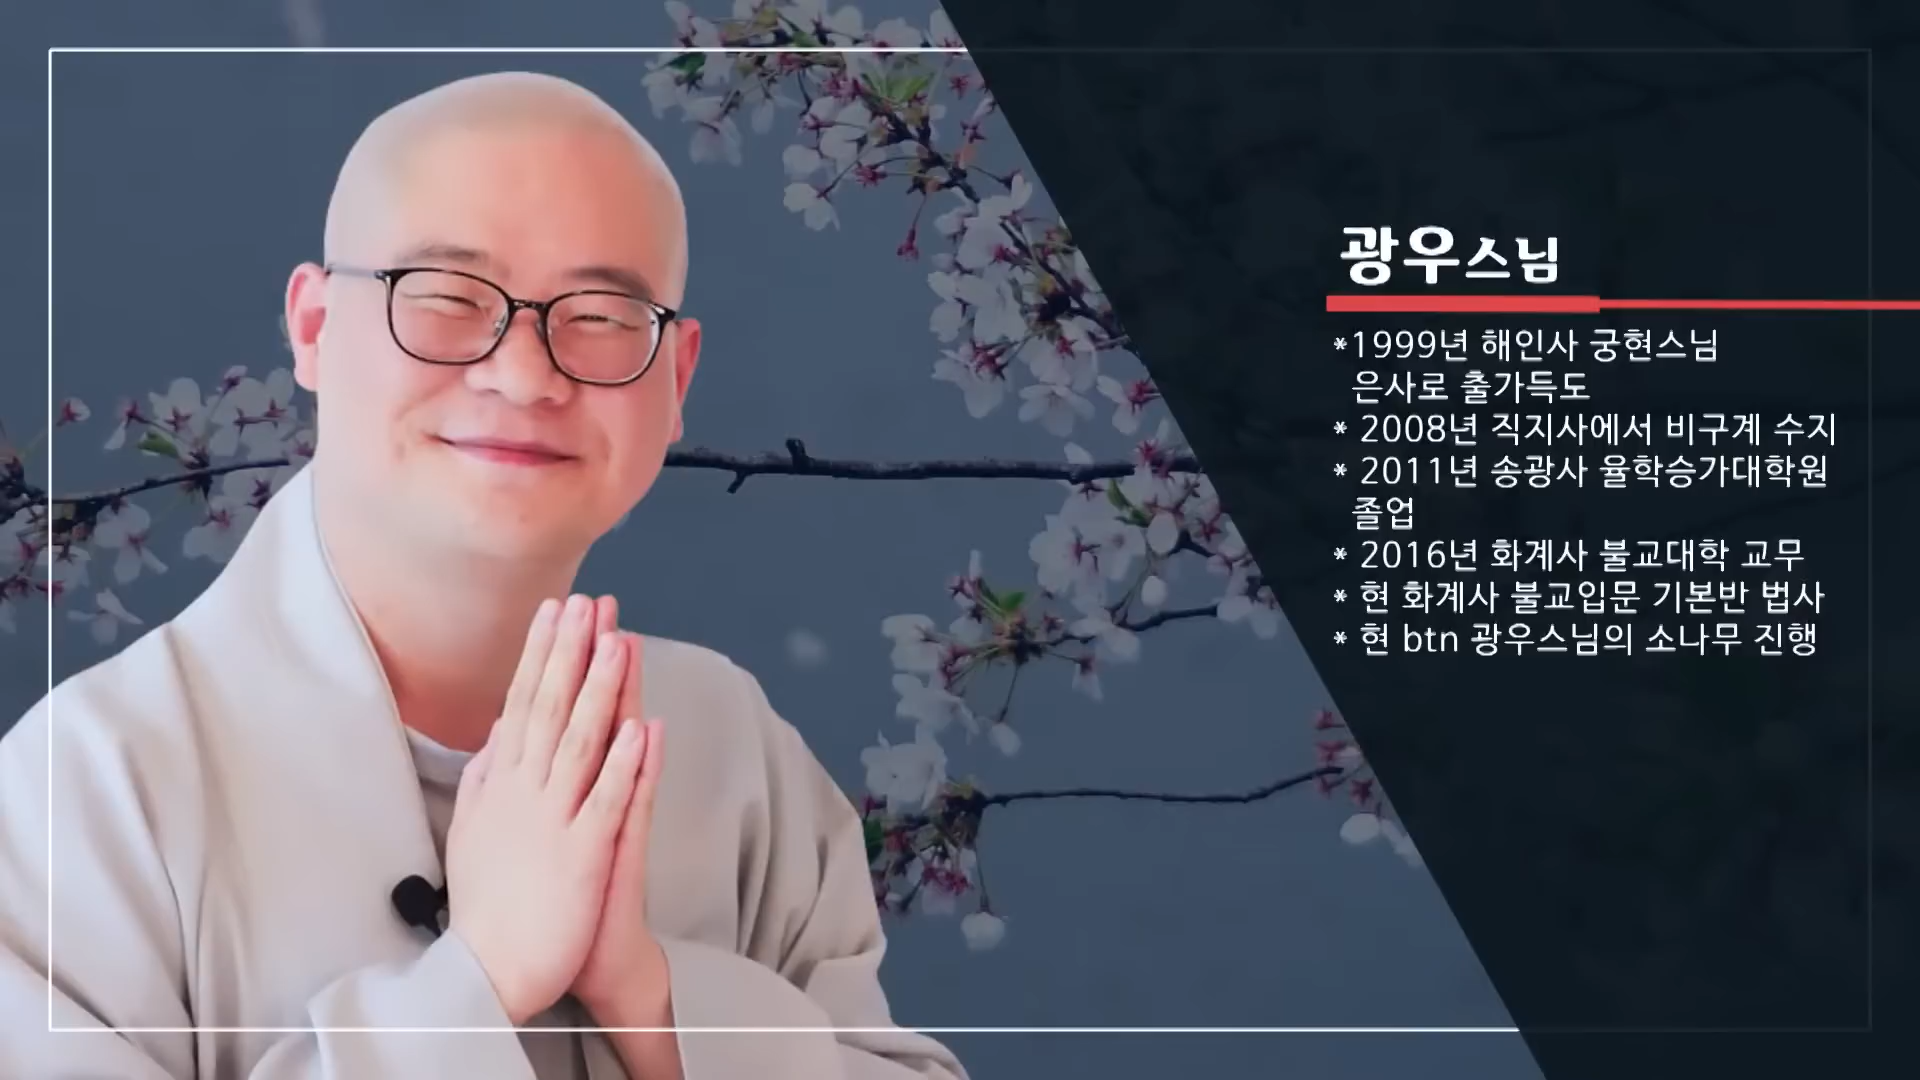 광우스님
*1999년 해인사 궁현스님
은사로 출가득도
* 2008년 직지사에서 비구계 수지
* 2011년 송광사 율학승가대학원
졸업
* 2016년 화계사 불교대학 교무
* 현 화계사 불교입문 기본반 법사
* 현 btn 광우스님의 소나무 진행